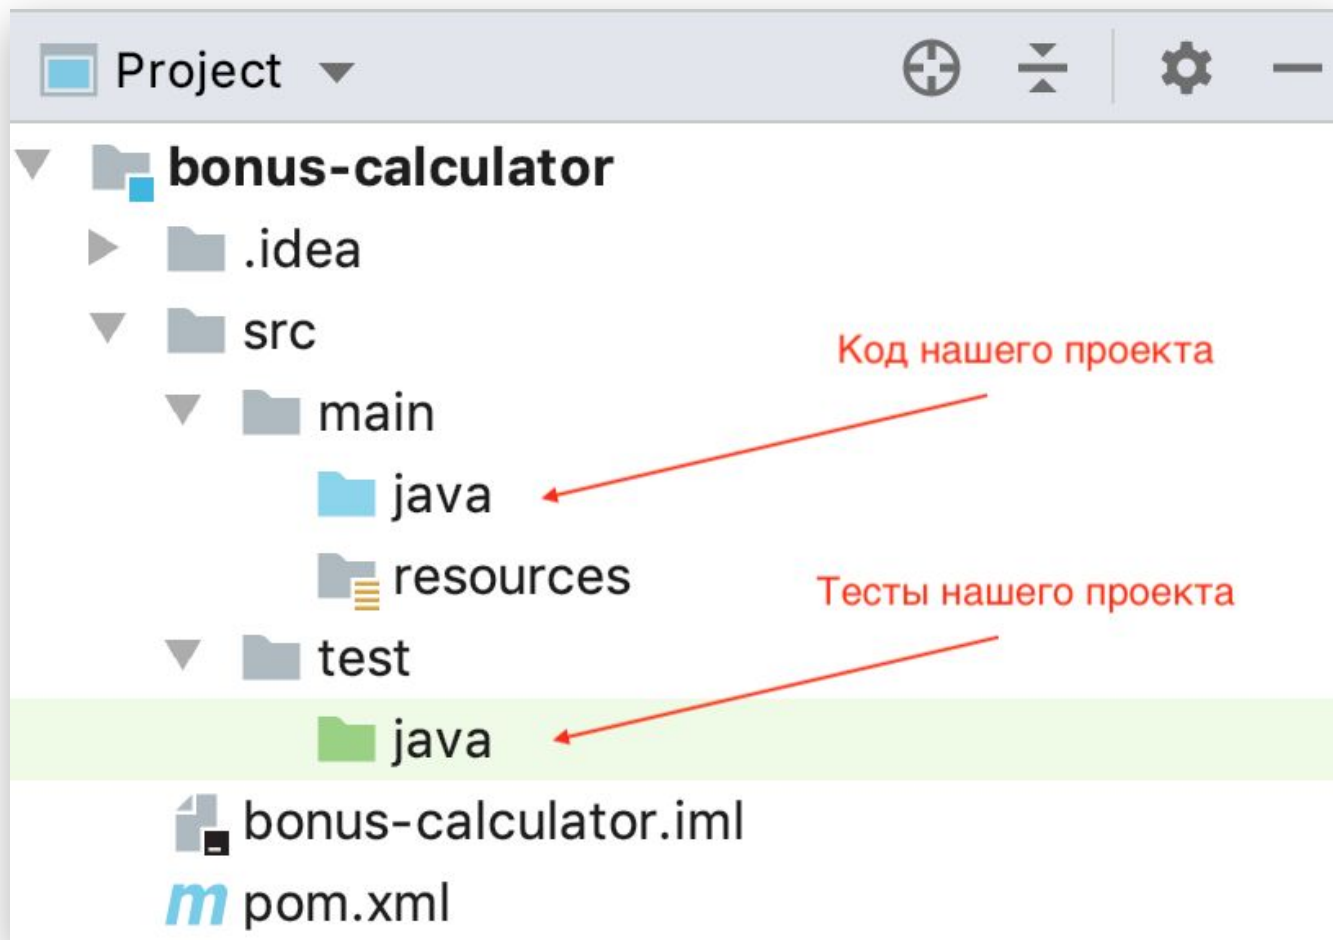 Project
bonus-calculator
.idea
src
Код нашего проекта
main
java
resources
Тесты нашего проекта
test
java
bonus-calculator.iml
m pom.xml